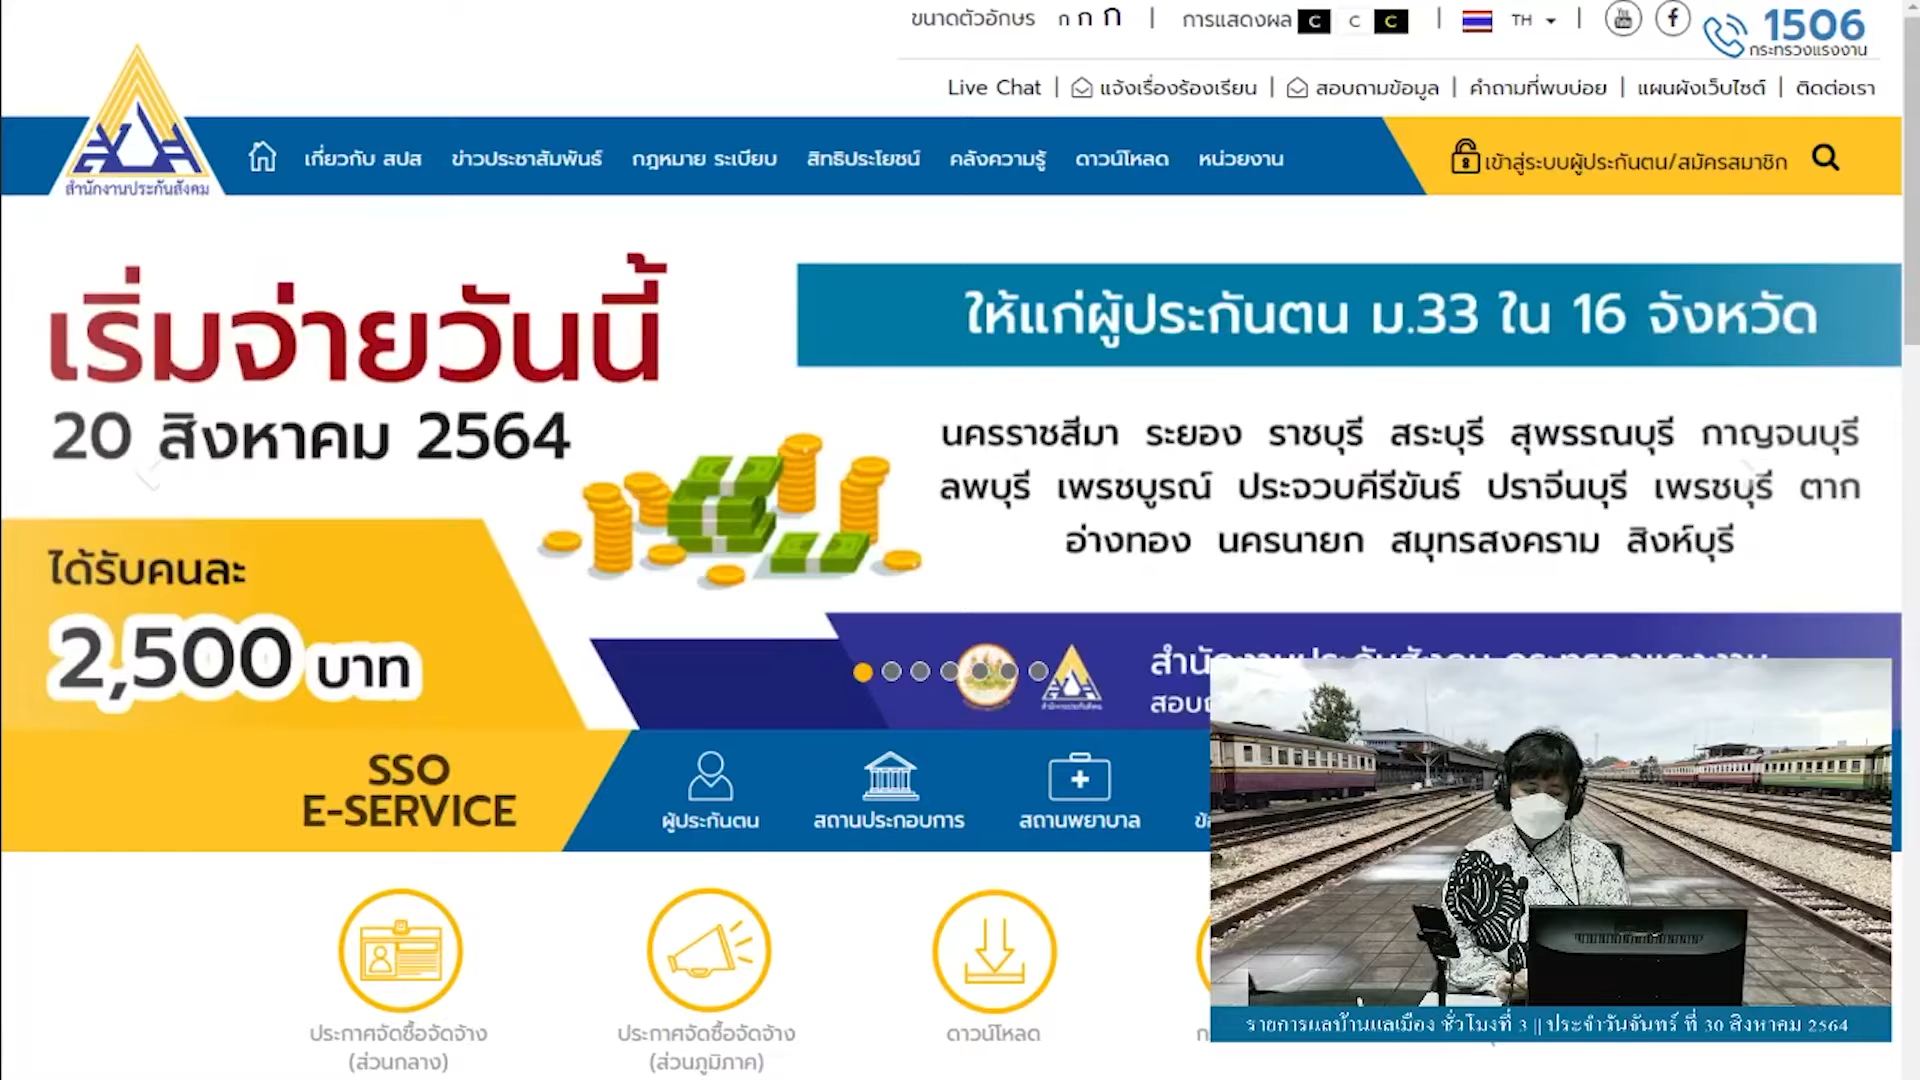 ขนาดตัวอักษร ก ก ก | การแสดงผล C C C | TH |
1506
กระทรวงแรงงาน
Live Chat | แจ้งเรื่องร้องเรียน | สอบถามข้อมูล | คำถามที่พบบ่อย | แผนผังเว็บไซต์ | ติดต่อเรา
สำนักงานประกันสังคม
เกี่ยวกับ สปส ข่าวประชาสัมพันธ์ กฎหมาย ระเบียบ สิทธิประโยชน์ คลังความรู้ ดาวน์โหลด หน่วยงาน
เข้าสู่ระบบผู้ประกันตน/สมัครสมาชิก
เริ่มจ่ายวันนี้
20 สิงหาคม 2564
ให้แก่ผู้ประกันตน ม.33 ใน 16 จังหวัด
นครราชสีมา ระยอง ราชบุรี สระบุรี สุพรรณบุรี กาญจนบุรี
ลพบุรี เพรชบูรณ์ ประจวบคีรีขันธ์ ปราจีนบุรี เพรชบุรี ตาก
อ่างทอง นครนายก สมุทรสงคราม สิงห์บุรี
ได้รับคนละ
2,500 บาท
SSO
E-SERVICE
ผู้ประกันตน
สถานประกอบการ
สถานพยาบาล
ประกาศจัดซื้อจัดจ้าง
(ส่วนกลาง)
ประกาศจัดซื้อจัดจ้าง
(ส่วนภูมิภาค)
ดาวน์โหลด
รายการแลบ้านแลเมือง ชั่วโมงที่ 3 || ประจำวันจันทร์ ที่ 30 สิงหาคม 2564